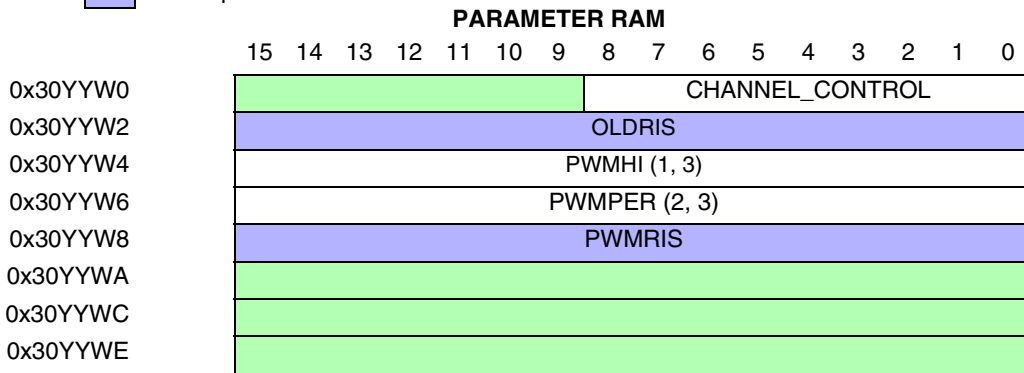 PARAMETER RAM
15 14 13 12 11 10 9 8 7 6 5 4 3 2 1 0
0x30YYW0 CHANNEL_CONTROL
0x30YYW2 OLDRIS
0x30YYW4 PWMHI (1, 3)
0x30YYW6 PWMPER (2, 3)
0x30YYW8 PWMRIS
0x30YYWA
0x30YYWC
0x30YYWE